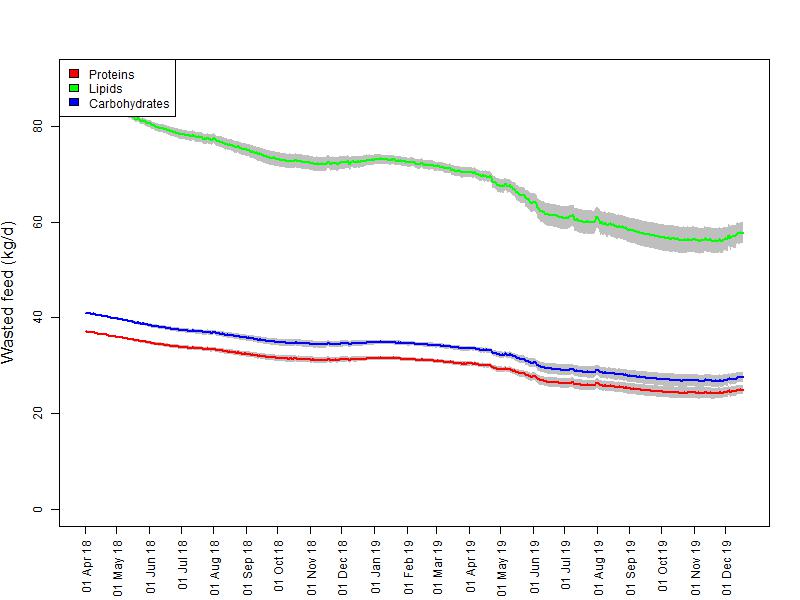 Proteins
Lipids
Carbohydrates
Wasted feed (kg/d)
80
60
40
20
0
01 Apr 18
01 May 18
01 Jun 18
01 Jul 18
01 Aug 18
01 Sep 18
01 Oct 18
01 Nov 18
01 Dec 18
01 Jan 19
01 Feb 19
01 Mar 19
01 Apr 19
01 May 19
01 Jun 19
01 Jul 19
01 Aug 19
01 Sep 19
01 Oct 19
01 Nov 19
01 Dec 19